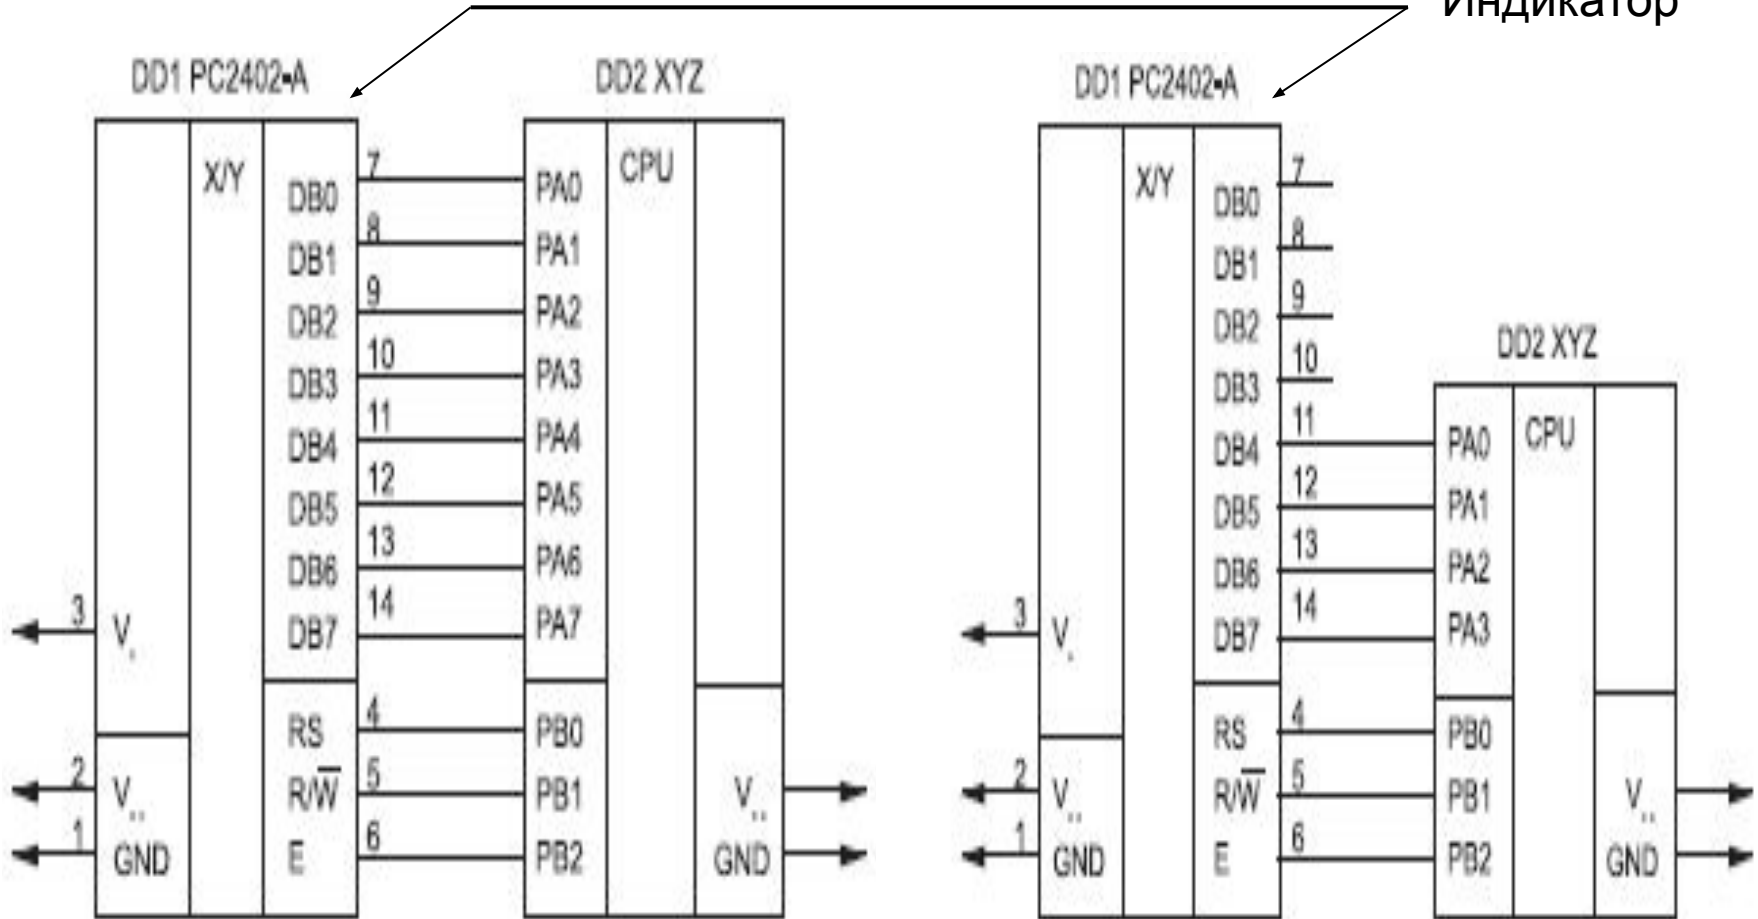 Индикатор
DD1 PC2402-A
X/Y
DB0
DB1
DB2
DB3
DB4
DB5
DB6
DB7
RS
R/W̅
E
V
V
GND
3
2
1
7
8
9
10
11
12
13
14
4
5
6
DD2 XYZ
PA0
PA1
PA2
PA3
PA4
PA5
PA6
PA7
PB0
PB1
PB2
CPU
V
GND
DD1 PC2402-A
X/Y
DB0
DB1
DB2
DB3
DB4
DB5
DB6
DB7
RS
R/W̅
E
V
V
GND
3
2
1
7
8
9
10
11
12
13
14
4
5
6
DD2 XYZ
PA0
PA1
PA2
PA3
PB0
PB1
PB2
CPU
V
GND